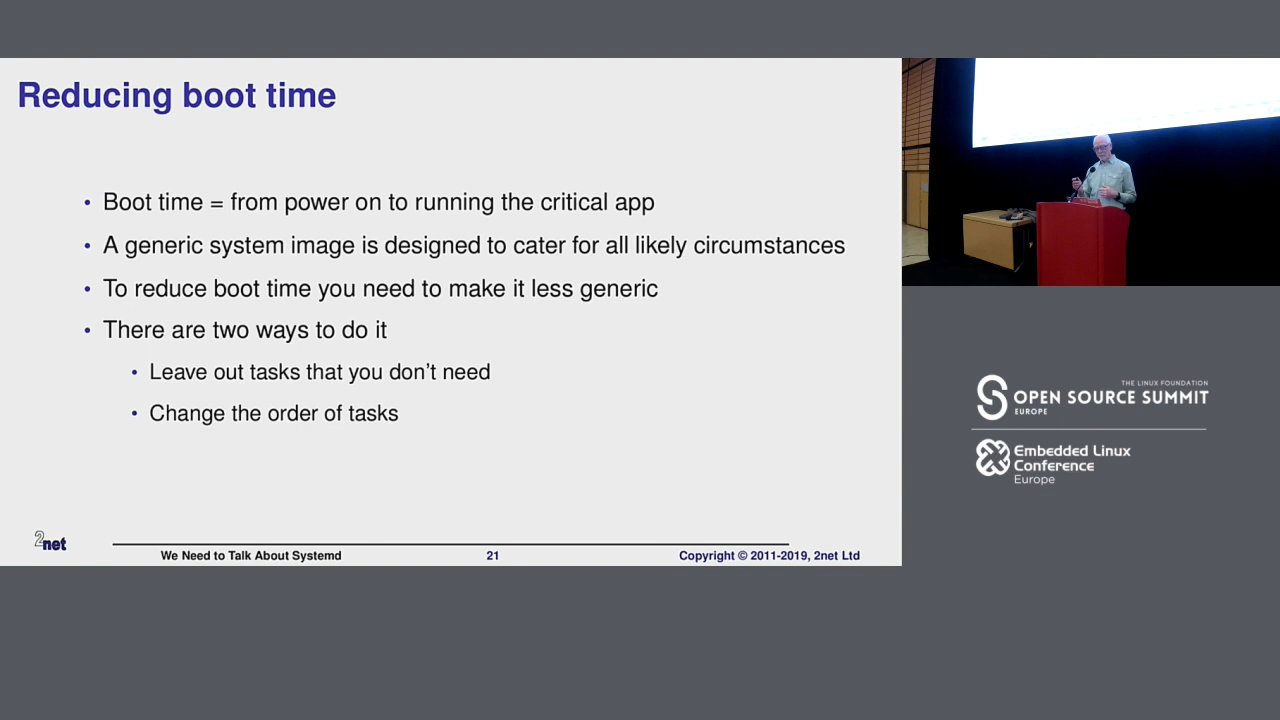 Reducing boot time
• Boot time = from power on to running the critical app
• A generic system image is designed to cater for all likely circumstances
• To reduce boot time you need to make it less generic
• There are two ways to do it
• Leave out tasks that you don't need
• Change the order of tasks
2net
We Need to Talk About Systemd 21 Copyright © 2011-2019, 2net Ltd
THE LINUX FOUNDATION
OPEN SOURCE SUMMIT
EUROPE
Embedded Linux
Conference
Europe